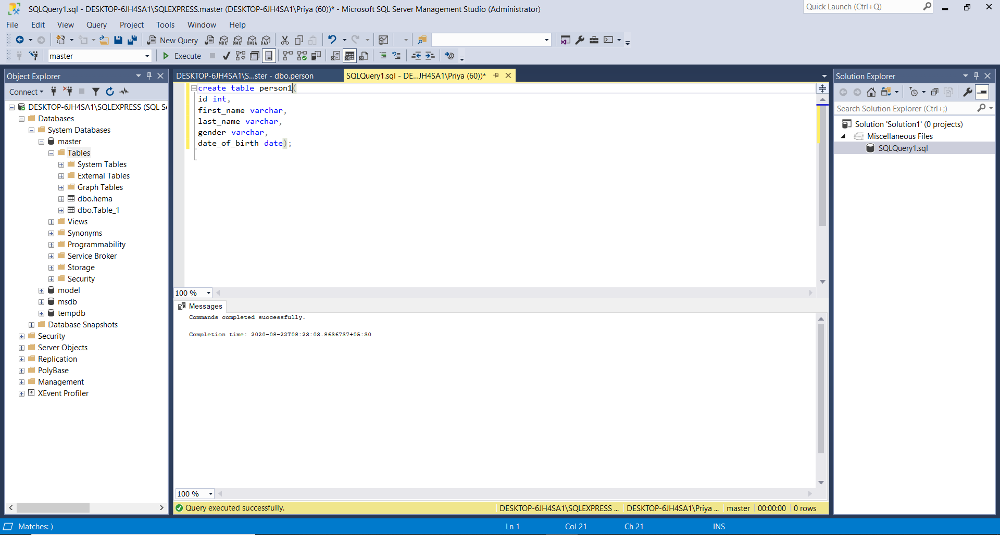 SQLQuery1.sql - DESKTOP-6JH4SA1\SQLEXPRESS.master (DESKTOP-6JH4SA1\Priya (60))* - Microsoft SQL Server Management Studio (Administrator)
Quick Launch (Ctrl+Q)
File Edit View Query Project Tools Window Help
New Query
MDX DMX XMLA DAX
master
Execute
Object Explorer
Connect
DESKTOP-6JH4SA1\SQLEXPRESS (SQL Se
Databases
System Databases
master
Tables
System Tables
External Tables
Graph Tables
dbo.hema
dbo.Table_1
Views
Synonyms
Programmability
Service Broker
Storage
Security
model
msdb
tempdb
Database Snapshots
Security
Server Objects
Replication
PolyBase
Management
XEvent Profiler
DESKTOP-6JH4SA1\S...ster - dbo.person
SQLQuery1.sql - DE...JH4SA1\Priya (60))*
create table person1(
id int,
first_name varchar,
last_name varchar,
gender varchar,
date_of_birth date);
100 %
Messages
Commands completed successfully.
Completion time: 2020-08-22T08:23:03.8636737+05:30
100 %
Query executed successfully.
DESKTOP-6JH4SA1\SQLEXPRESS ...
DESKTOP-6JH4SA1\Priya ...
master
00:00:00
0 rows
Solution Explorer
Search Solution Explorer (Ctrl+;)
Solution 'Solution1' (0 projects)
Miscellaneous Files
SQLQuery1.sql
Matches: )
Ln 1
Col 21
Ch 21
INS